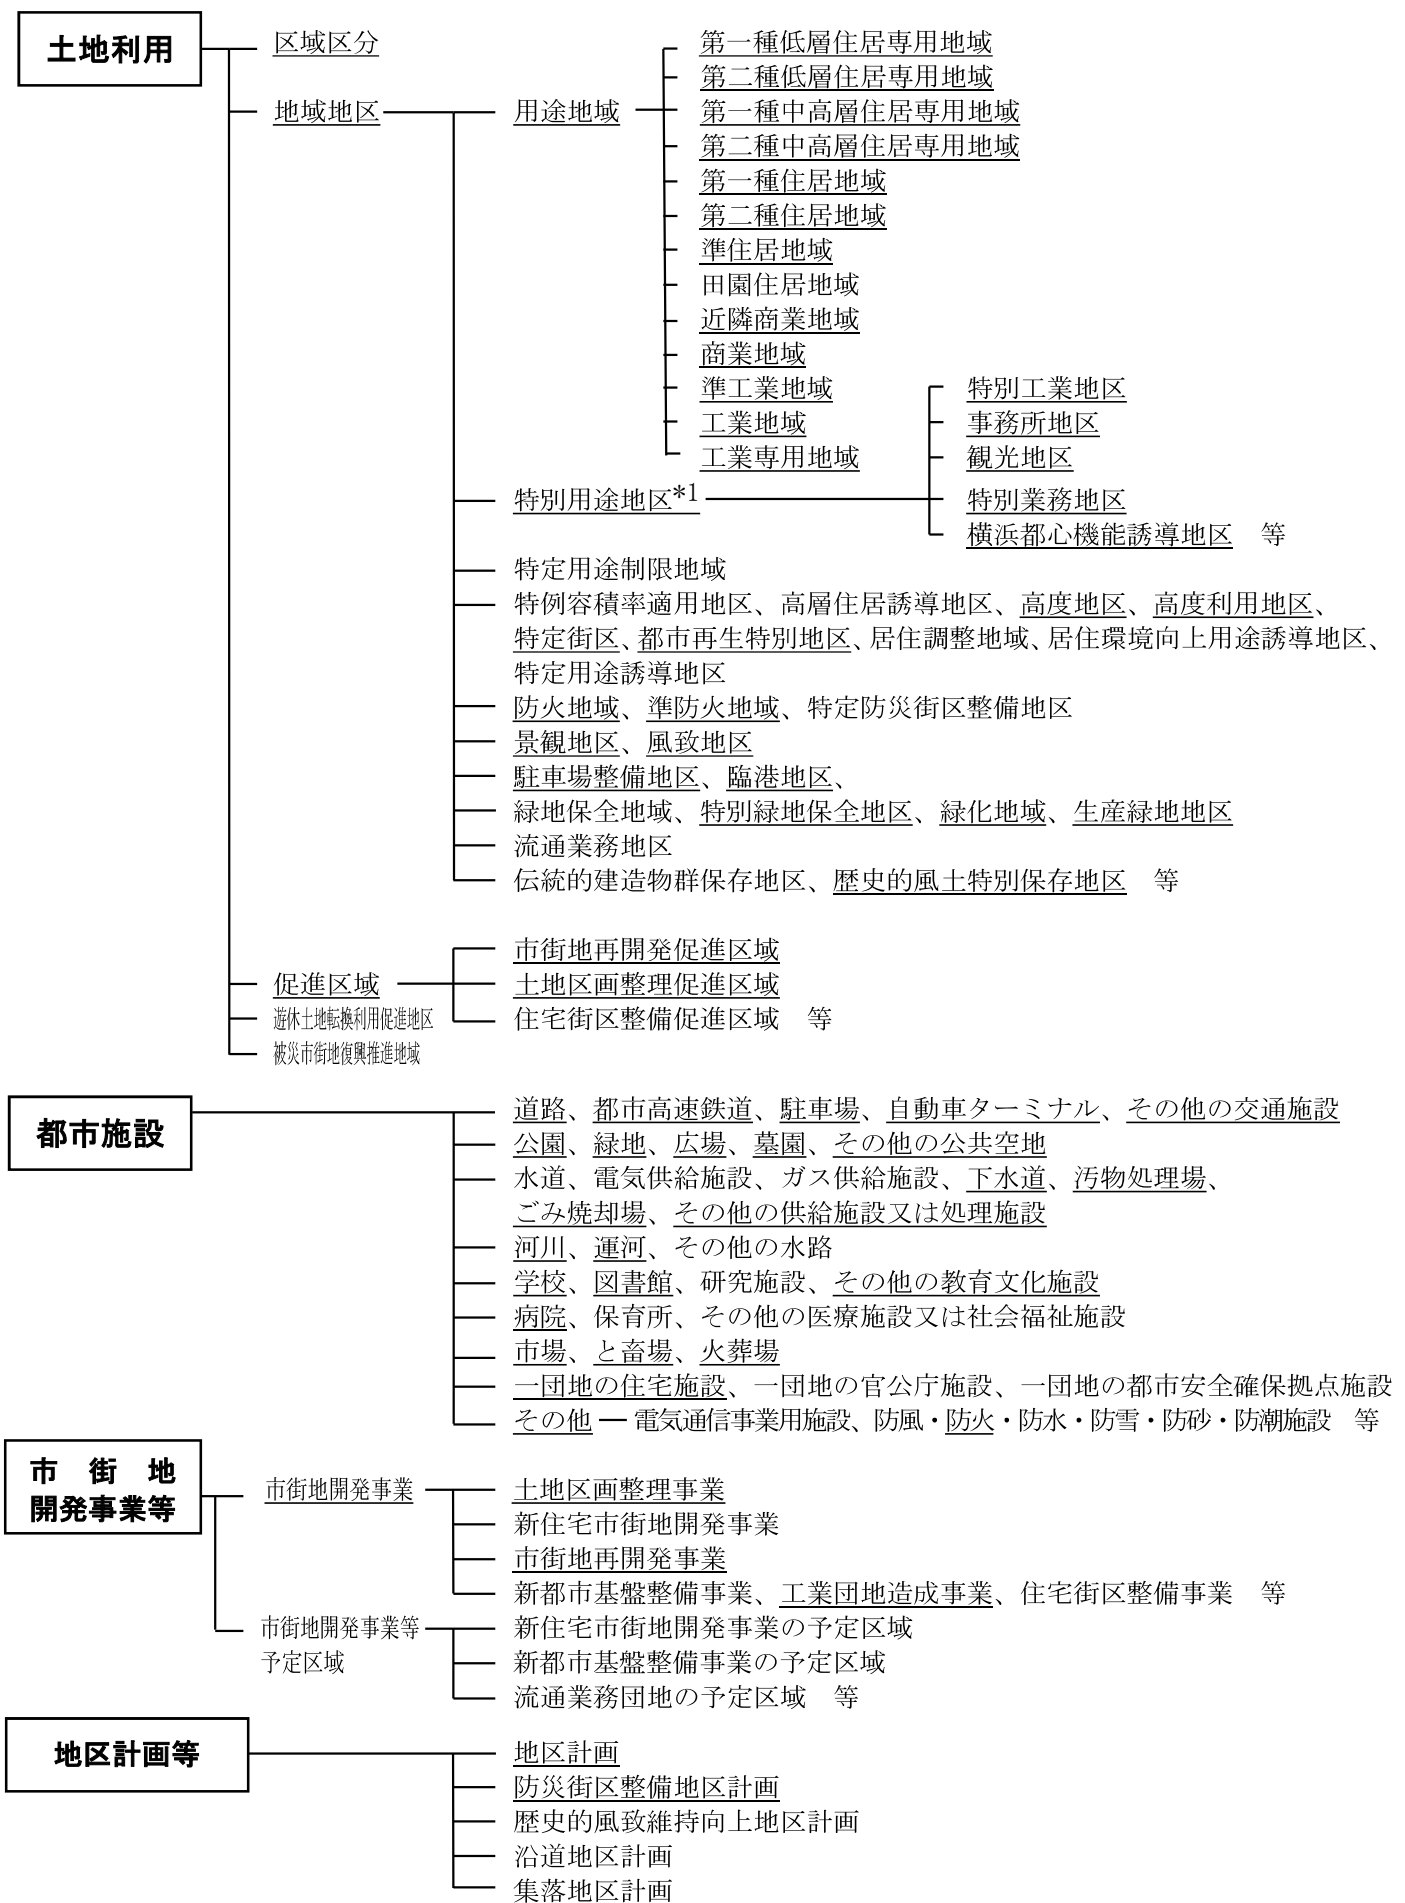 土地利用
区域区分
地域地区
用途地域
第一種低層住居専用地域
第二種低層住居専用地域
第一種中高層住居専用地域
第二種中高層住居専用地域
第一種住居地域
第二種住居地域
準住居地域
田園住居地域
近隣商業地域
商業地域
準工業地域
工業地域
工業専用地域
特別用途地区*1
特別工業地区
事務所地区
観光地区
特別業務地区
横浜都心機能誘導地区　等
特定用途制限地域
特例容積率適用地区、高層住居誘導地区、高度地区、高度利用地区、
特定街区、都市再生特別地区、居住調整地域、居住環境向上用途誘導地区、
特定用途誘導地区
防火地域、準防火地域、特定防災街区整備地区
景観地区、風致地区
駐車場整備地区、臨港地区、
緑地保全地域、特別緑地保全地区、緑化地域、生産緑地地区
流通業務地区
伝統的建造物群保存地区、歴史的風土特別保存地区　等
促進区域
市街地再開発促進区域
土地区画整理促進区域
住宅街区整備促進区域　等
遊休土地転換利用促進地区
被災市街地復興推進地域
都市施設
道路、都市高速鉄道、駐車場、自動車ターミナル、その他の交通施設
公園、緑地、広場、墓園、その他の公共空地
水道、電気供給施設、ガス供給施設、下水道、汚物処理場、
ごみ焼却場、その他の供給施設又は処理施設
河川、運河、その他の水路
学校、図書館、研究施設、その他の教育文化施設
病院、保育所、その他の医療施設又は社会福祉施設
市場、と畜場、火葬場
一団地の住宅施設、一団地の官公庁施設、一団地の都市安全確保拠点施設
その他 ― 電気通信事業用施設、防風・防火・防水・防雪・防砂・防潮施設　等
市　街　地
開発事業等
市街地開発事業
土地区画整理事業
新住宅市街地開発事業
市街地再開発事業
新都市基盤整備事業、工業団地造成事業、住宅街区整備事業　等
市街地開発事業等
予定区域
新住宅市街地開発事業の予定区域
新都市基盤整備事業の予定区域
流通業務団地の予定区域　等
地区計画等
地区計画
防災街区整備地区計画
歴史的風致維持向上地区計画
沿道地区計画
集落地区計画